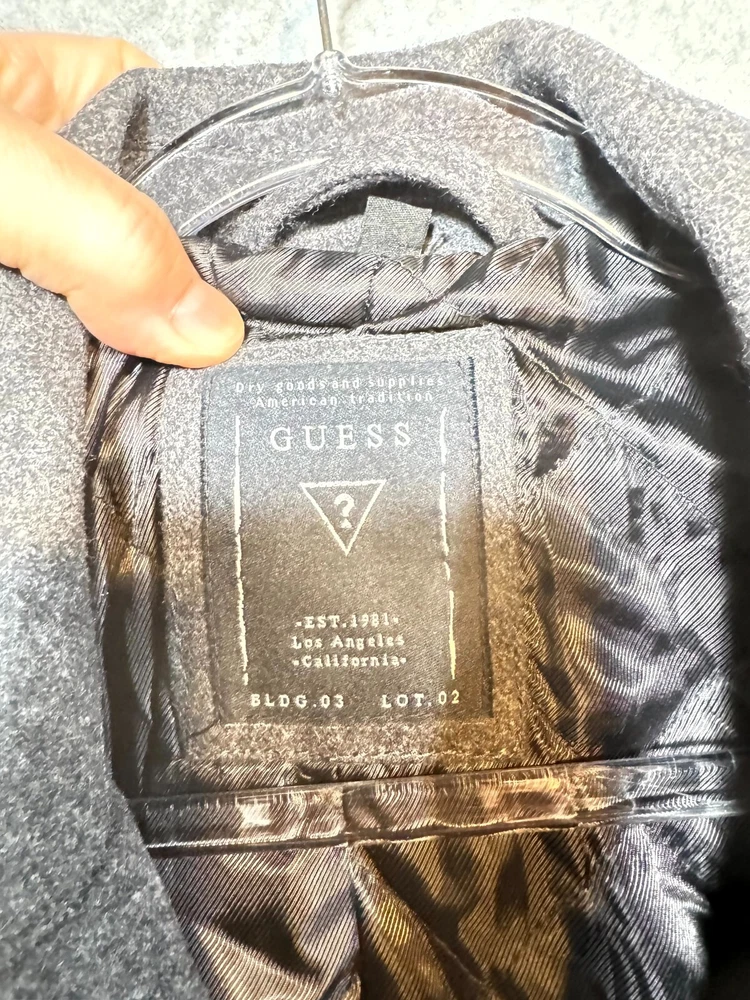 Dry goods and supplies
American tradition
GUESS
?
-EST.1981-
Los Angeles
-California-
BLDG.03 LOT.02